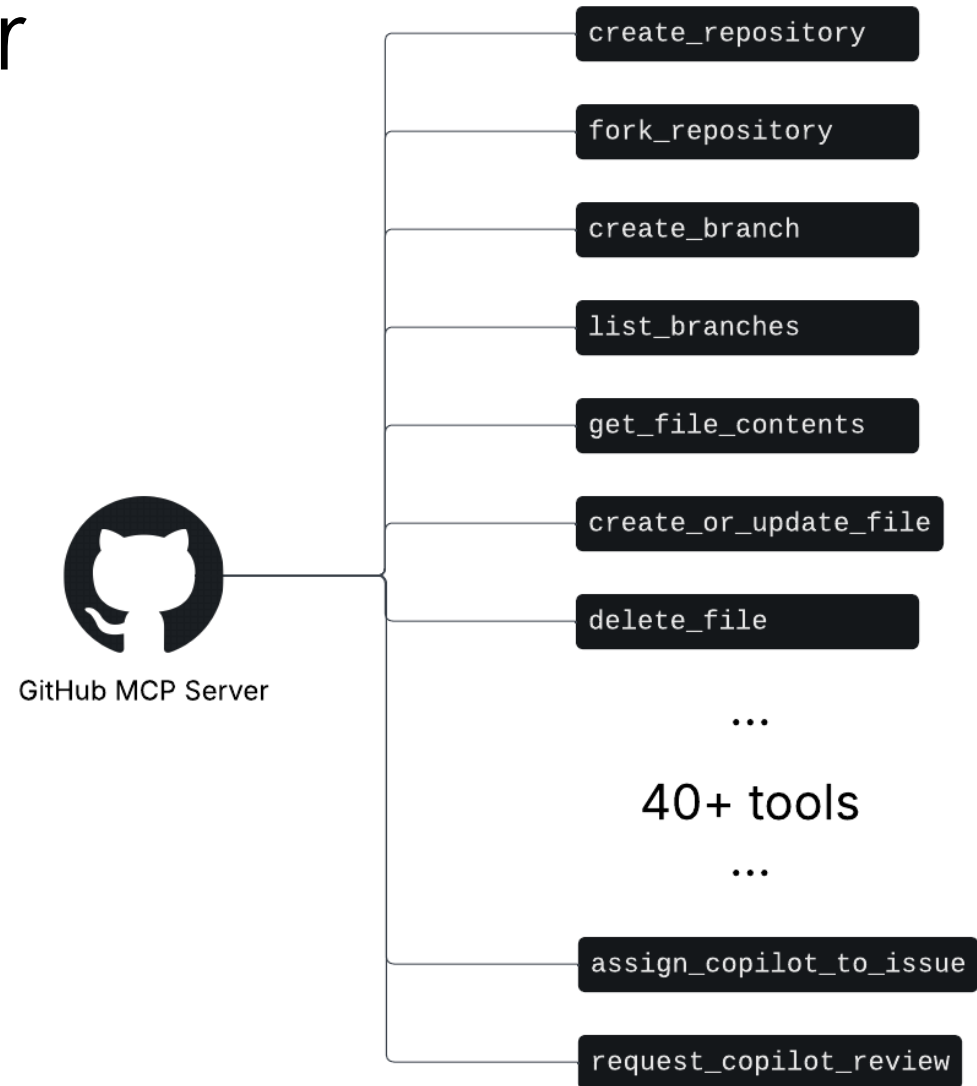 r
create_repository
fork_repository
create_branch
list_branches
get_file_contents
create_or_update_file
delete_file
GitHub MCP Server
...
40+ tools
...
assign_copilot_to_issue
request_copilot_review